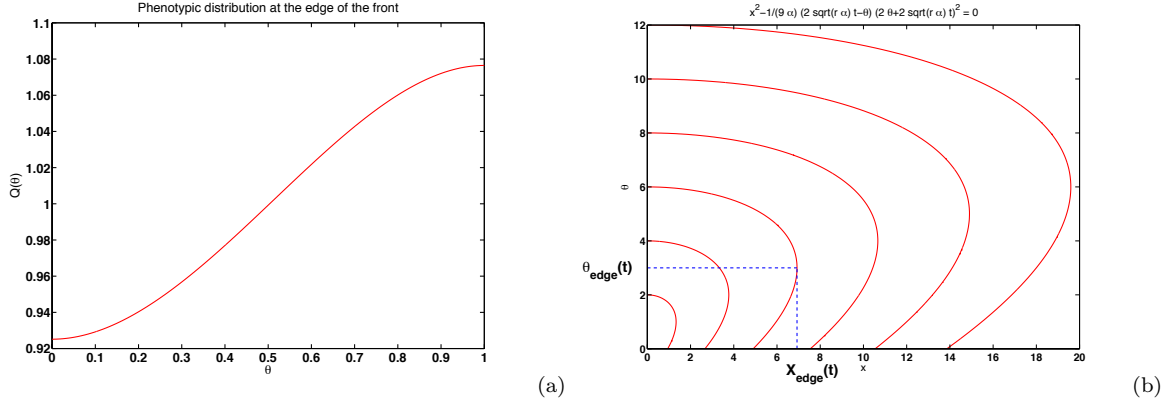 Phenotypic distribution at the edge of the front
1.1
1.08
1.06
1.04
1.02
1
0.98
0.96
0.94
0.92
Q(θ)
0.1 0.2 0.3 0.4 0.5 0.6 0.7 0.8 0.9 1
θ
(a)
x^2−1/(9 α) (2 sqrt(r α) t−θ) (2 θ+2 sqrt(r α) t)^2 = 0
12
10
8
6
4
2
0
θ
θ_edge(t)
0 2 4 6 8 10 12 14 16 18 20
X_edge(t) x
(b)